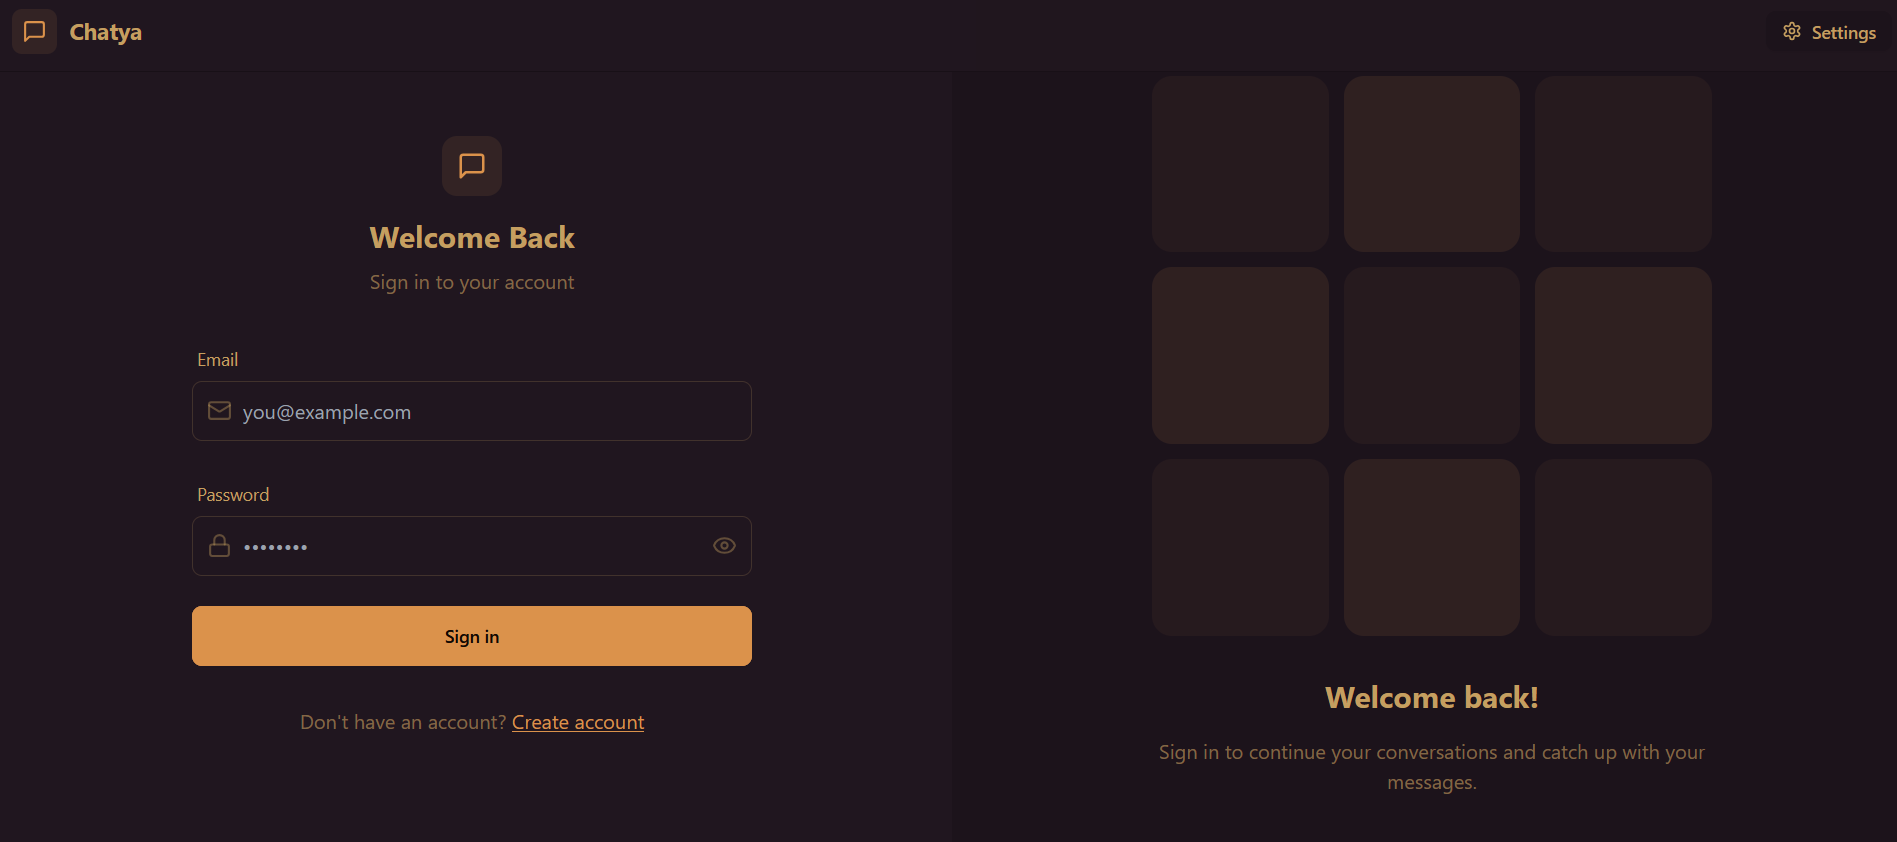 Chatya
Settings
Welcome Back
Sign in to your account
Email
you@example.com
Password
••••••••
Sign in
Don't have an account? Create account
Welcome back!
Sign in to continue your conversations and catch up with your
messages.